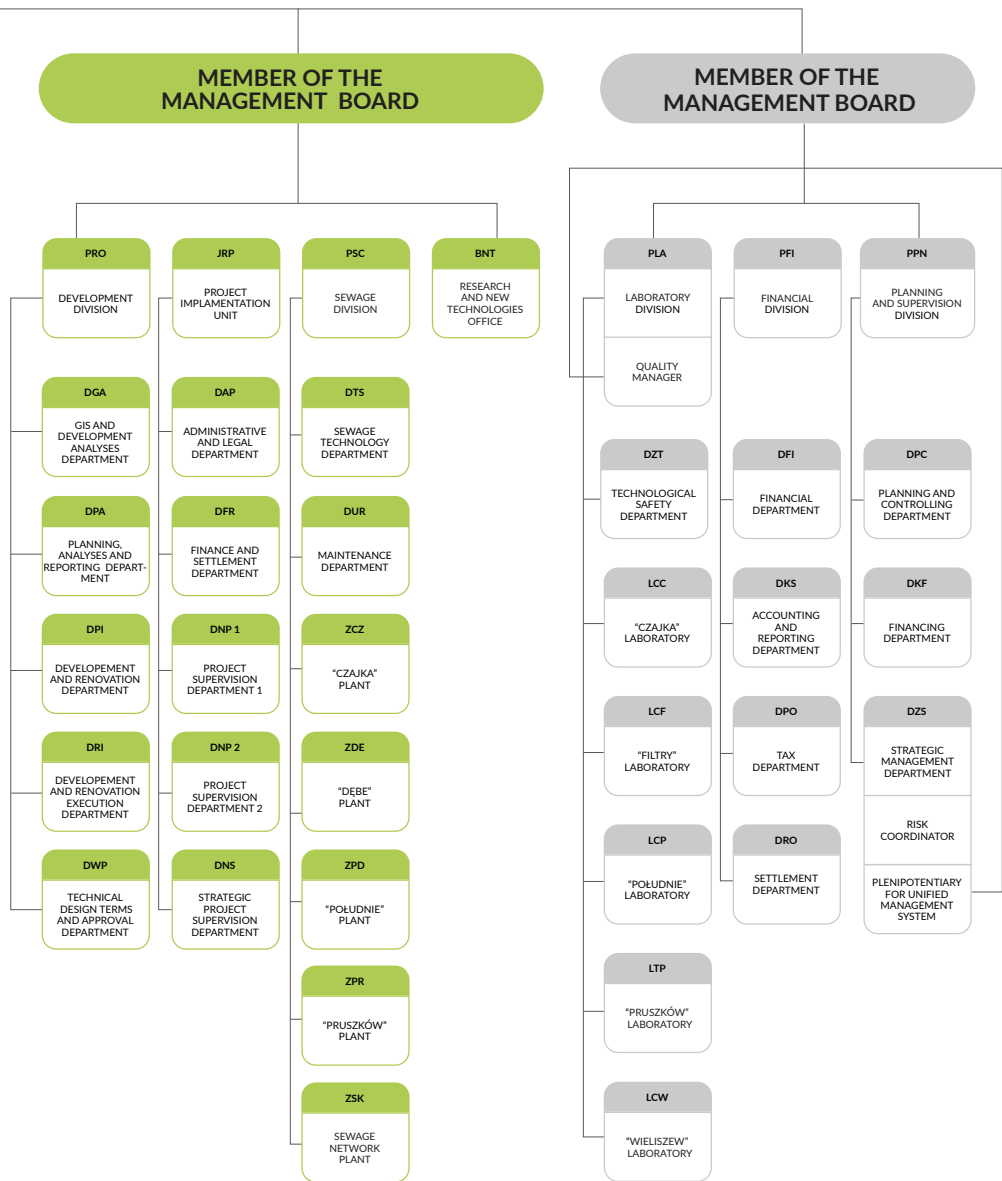 MEMBER OF THE
MANAGEMENT BOARD
PRO
DEVELOPMENT
DIVISION
DGA
GIS AND
DEVELOPMENT
ANALYSES
DEPARTMENT
DPA
PLANNING,
ANALYSES AND
REPORTING DEPART-
MENT
DPI
DEVELOPEMENT
AND RENOVATION
DEPARTMENT
DRI
DEVELOPEMENT
AND RENOVATION
EXECUTION
DEPARTMENT
DWP
TECHNICAL
DESIGN TERMS
AND APPROVAL
DEPARTMENT
JRP
PROJECT
IMPLAMENTATION
UNIT
DAP
ADMINISTRATIVE
AND LEGAL
DEPARTMENT
DFR
FINANCE AND
SETTLEMENT
DEPARTMENT
DNP 1
PROJECT
SUPERVISION
DEPARTMENT 1
DNP 2
PROJECT
SUPERVISION
DEPARTMENT 2
DNS
STRATEGIC
PROJECT
SUPERVISION
DEPARTMENT
PSC
SEWAGE
DIVISION
DTS
SEWAGE
TECHNOLOGY
DEPARTMENT
DUR
MAINTENANCE
DEPARTMENT
ZCZ
"CZAJKA"
PLANT
ZDE
"DĘBE"
PLANT
ZPD
"POŁUDNIE"
PLANT
ZPR
"PRUSZKÓW"
PLANT
ZSK
SEWAGE
NETWORK
PLANT
BNT
RESEARCH
AND NEW
TECHNOLOGIES
OFFICE
MEMBER OF THE
MANAGEMENT BOARD
PLA
LABORATORY
DIVISION
QUALITY
MANAGER
DZT
TECHNOLOGICAL
SAFETY
DEPARTMENT
LCC
"CZAJKA"
LABORATORY
LCF
"FILTRY"
LABORATORY
LCP
"POŁUDNIE"
LABORATORY
LTP
"PRUSZKÓW"
LABORATORY
LCW
"WIELISZEW"
LABORATORY
PFI
FINANCIAL
DIVISION
DFI
FINANCIAL
DEPARTMENT
DKS
ACCOUNTING
AND
REPORTING
DEPARTMENT
DPO
TAX
DEPARTMENT
DRO
SETTLEMENT
DEPARTMENT
PPN
PLANNING
AND SUPERVISION
DIVISION
DPC
PLANNING AND
CONTROLLING
DEPARTMENT
DKF
FINANCING
DEPARTMENT
DZS
STRATEGIC
MANAGEMENT
DEPARTMENT
RISK
COORDINATOR
PLENIPOTENTIARY
FOR UNIFIED
MANAGEMENT
SYSTEM